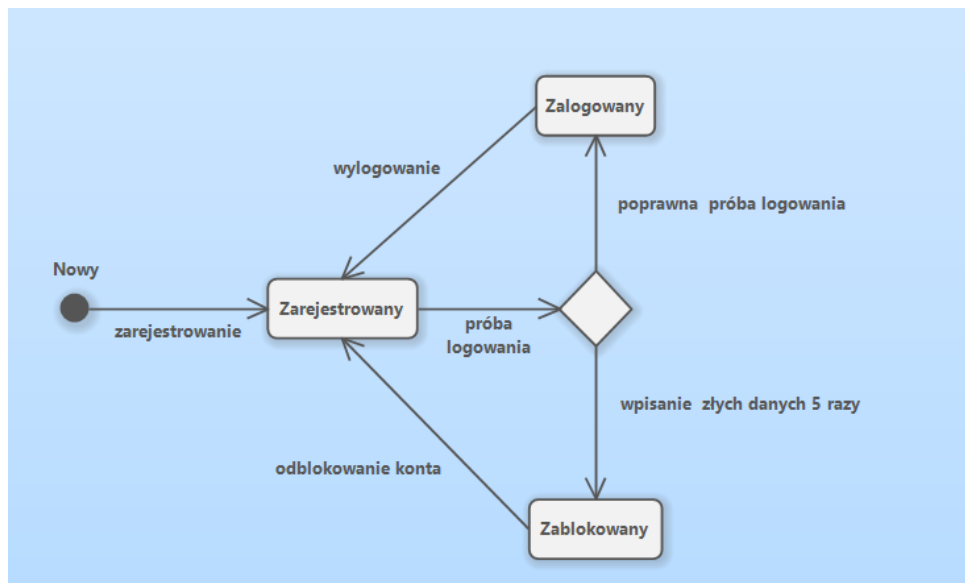 Zalogowany
wylogowanie
poprawna próba logowania
Nowy
Zarejestrowany
zarejestrowanie
próba
logowania
wpisanie złych danych 5 razy
odblokowanie konta
Zablokowany